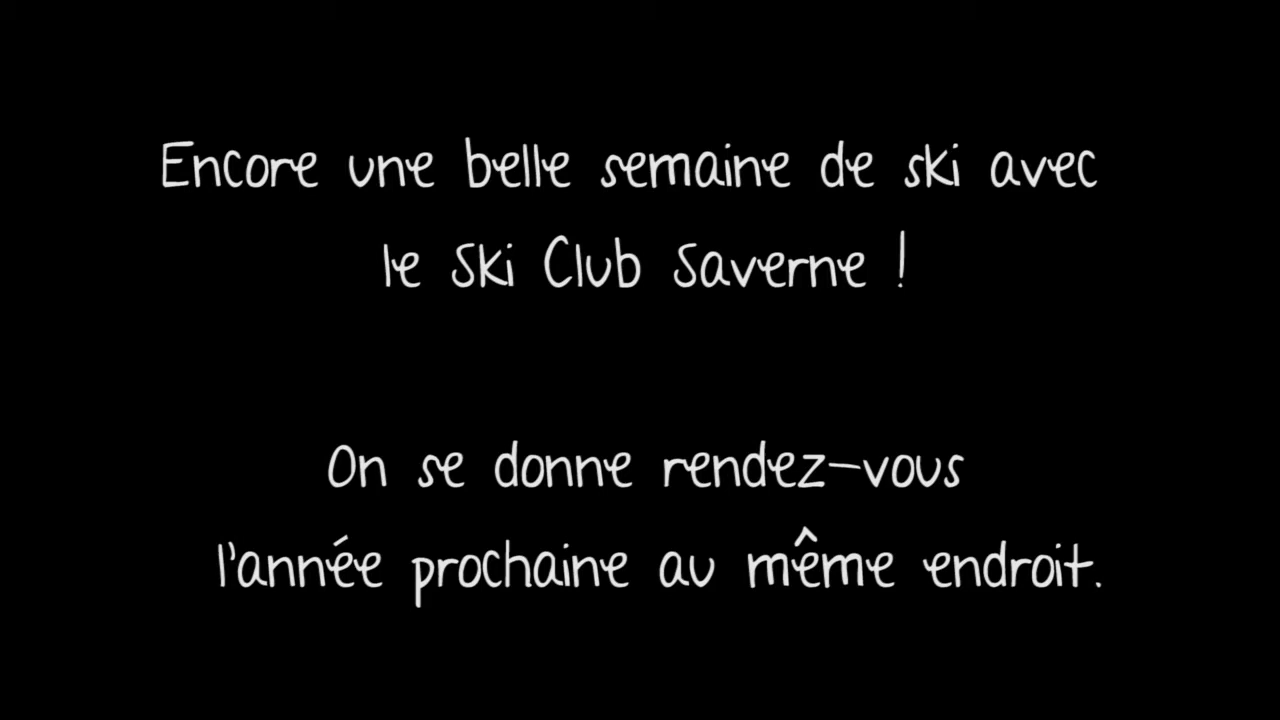 Encore une belle semaine de ski avec
le Ski Club Saverne !
On se donne rendez-vous
l'année prochaine au même endroit.